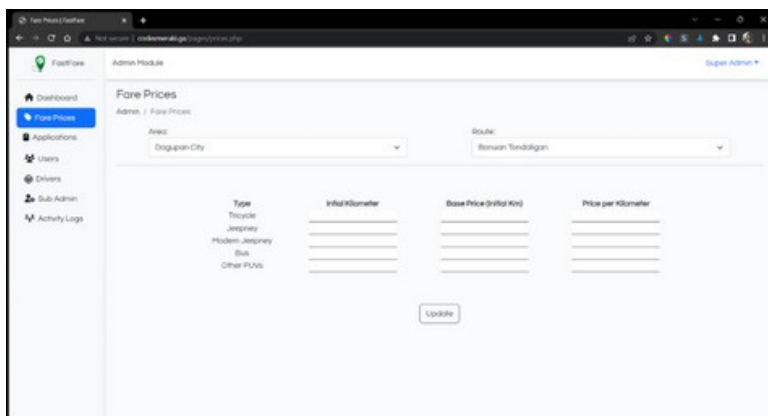 Fare Prices | FastFare
Not secure | codeemeraki.ga/pages/prices.php
FastFare
Admin Module
Super Admin
Dashboard
Fare Prices
Applications
Users
Drivers
Sub Admin
Activity Logs
Fare Prices
Admin / Fare Prices
Area:
Route:
Dagupan City
Bonuan Tondaligan
Type
Initial Kilometer
Base Price (Initial Km)
Price per Kilometer
Tricycle
Jeepney
Modern Jeepney
Bus
Other PUVs
Update